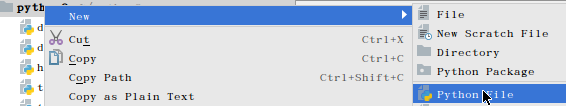 pyth
New
Cut Ctrl+X
Copy Ctrl+C
Copy Path Ctrl+Shift+C
Copy as Plain Text
d
d
h
t
File
New Scratch File
Directory
Python Package
Python File